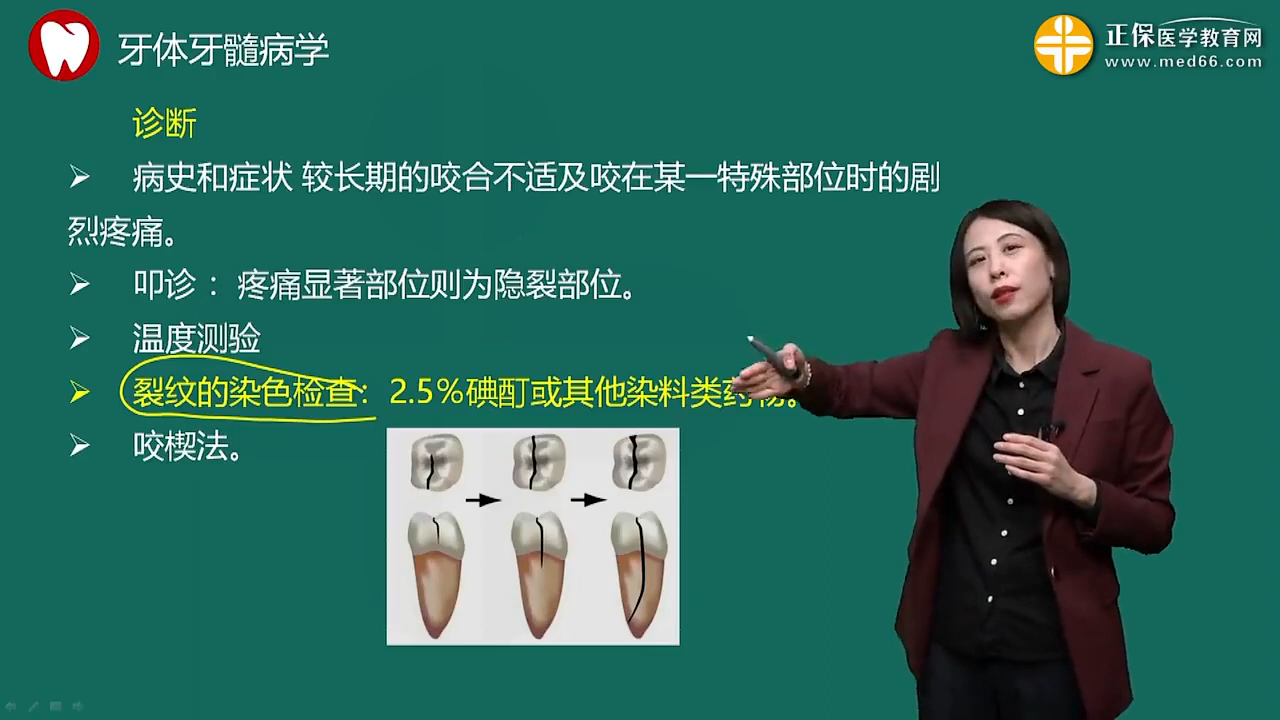 牙体牙髓病学
正保医学教育网
www.med66.com
诊断
➢ 病史和症状 较长期的咬合不适及咬在某一特殊部位时的剧
烈疼痛。
➢ 叩诊：疼痛显著部位则为隐裂部位。
➢ 温度测验
➢ 裂纹的染色检查：2.5%碘酊或其他染料类药物。
➢ 咬楔法。